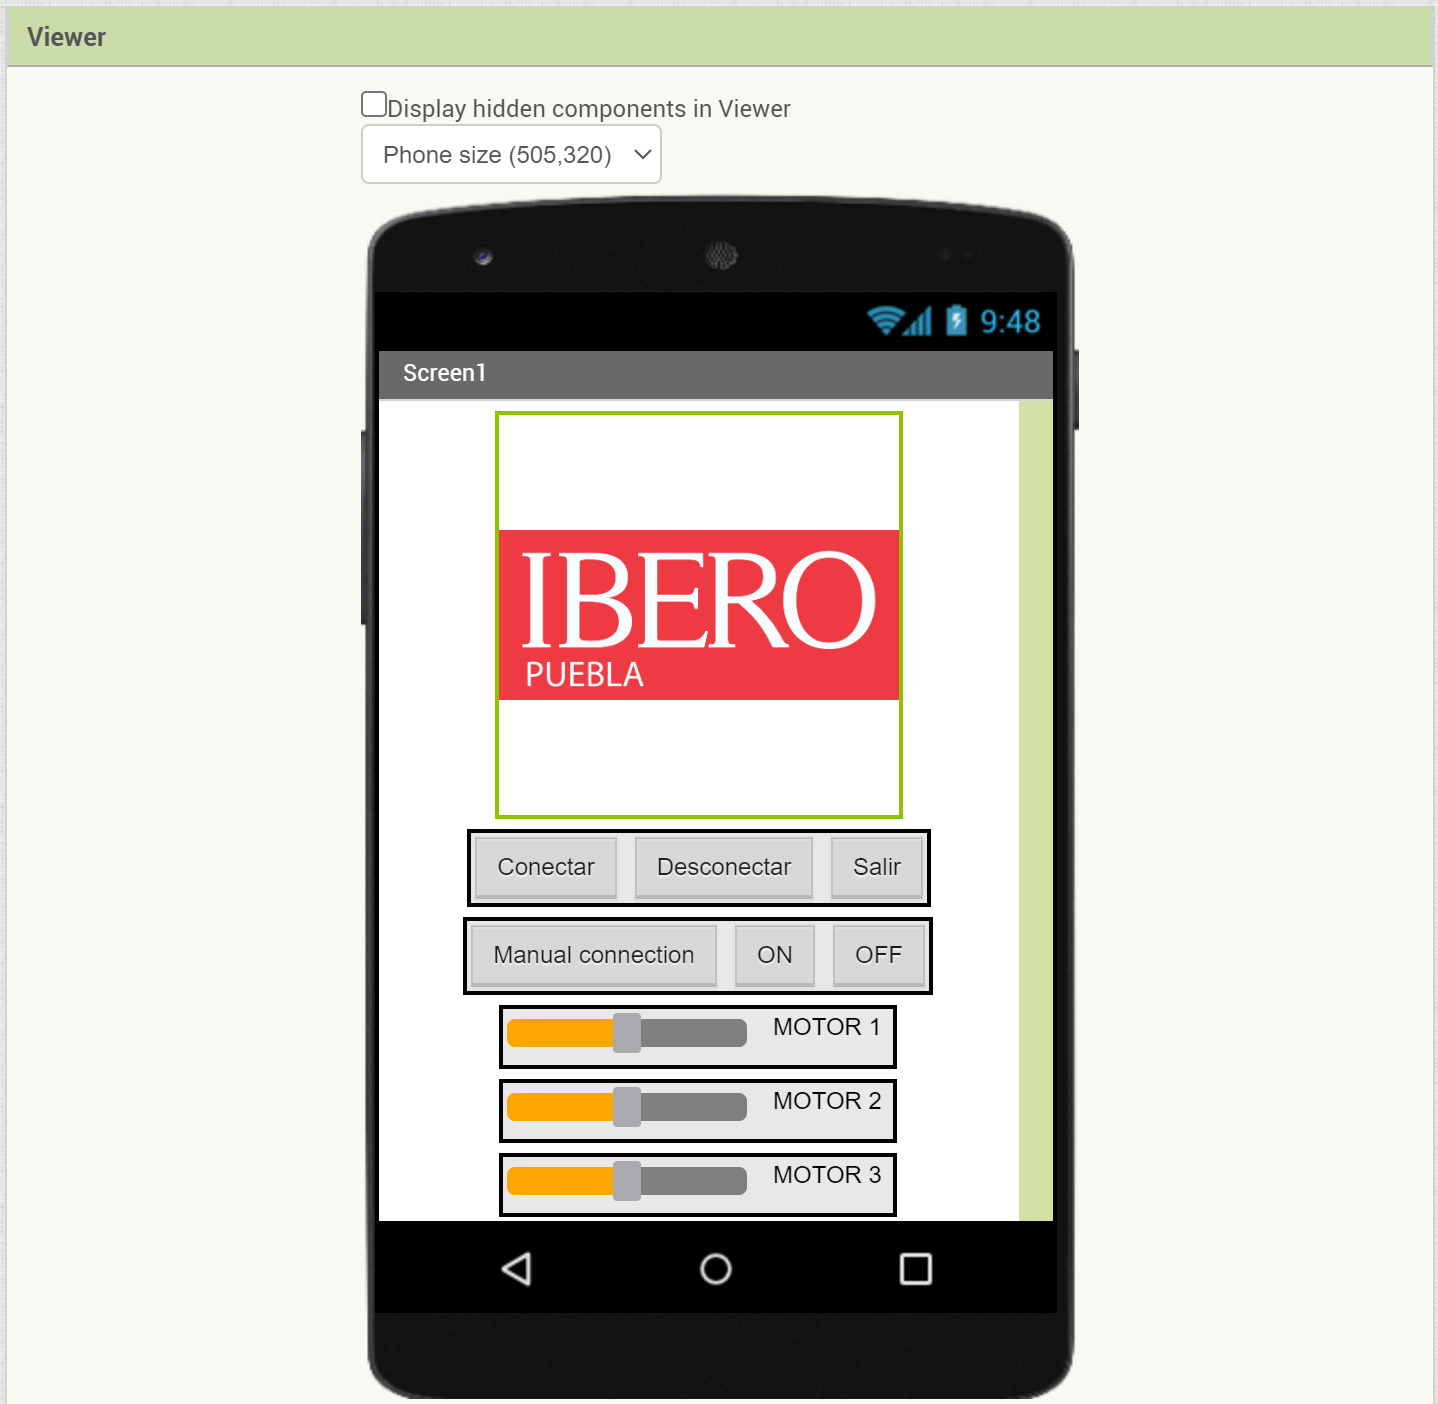 Viewer
Display hidden components in Viewer
Phone size (505,320)
9:48
Screen1
IBERO
PUEBLA
Conectar Desconectar Salir
Manual connection ON OFF
MOTOR 1
MOTOR 2
MOTOR 3